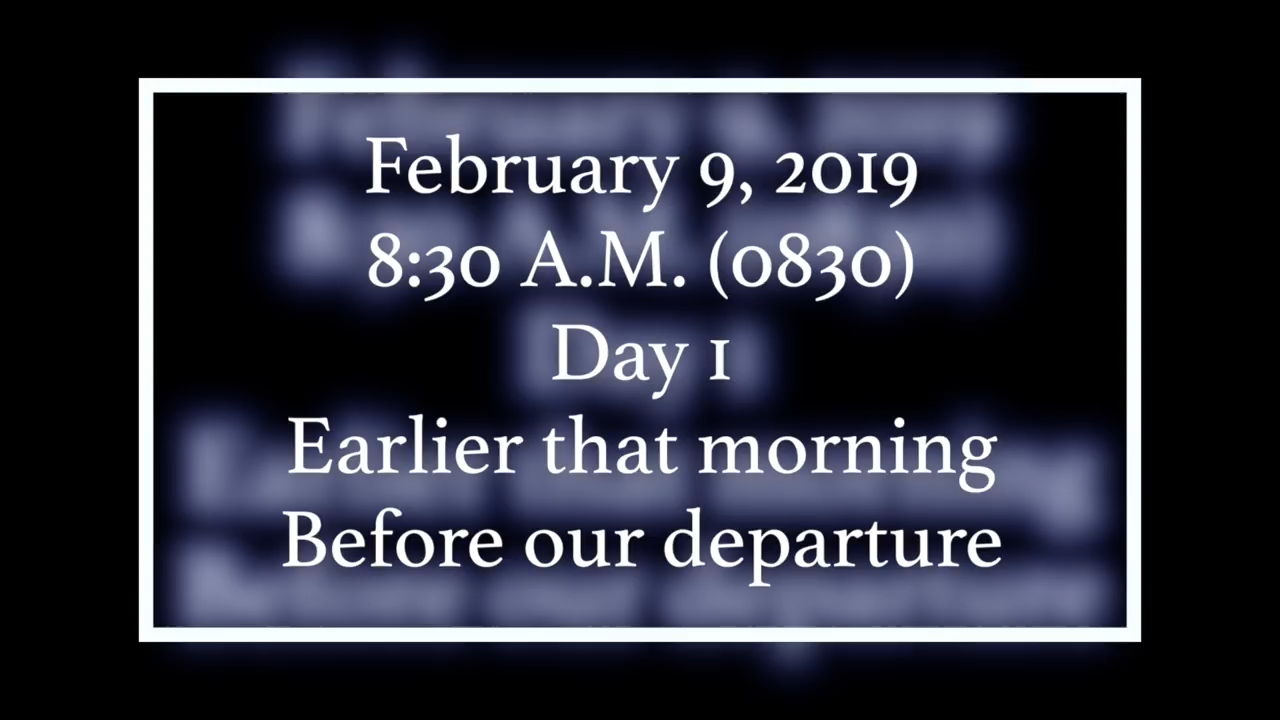 February 9, 2019
8:30 A.M. (0830)
Day 1
Earlier that morning
Before our departure